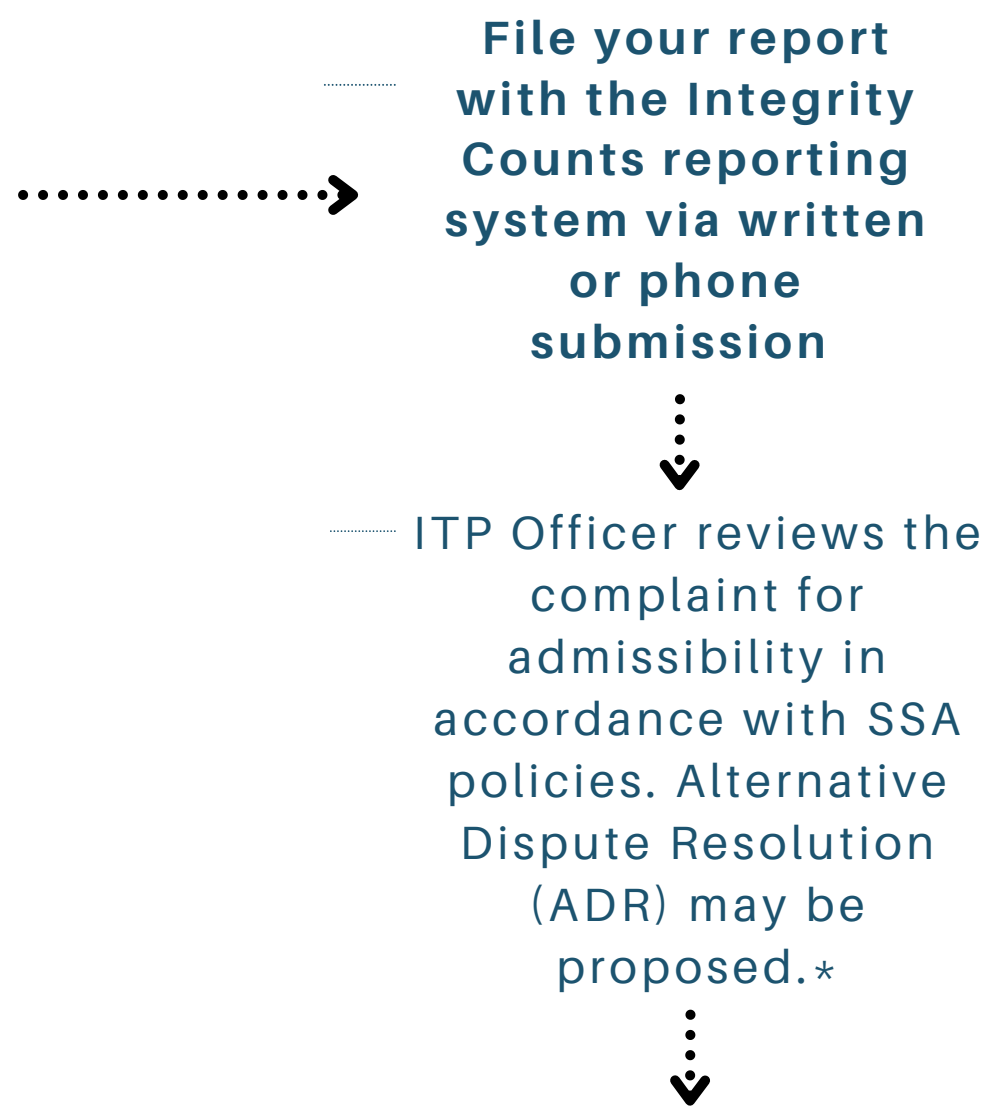 File your report
with the Integrity
Counts reporting
system via written
or phone
submission
ITP Officer reviews the
complaint for
admissibility in
accordance with SSA
policies. Alternative
Dispute Resolution
(ADR) may be
proposed.*